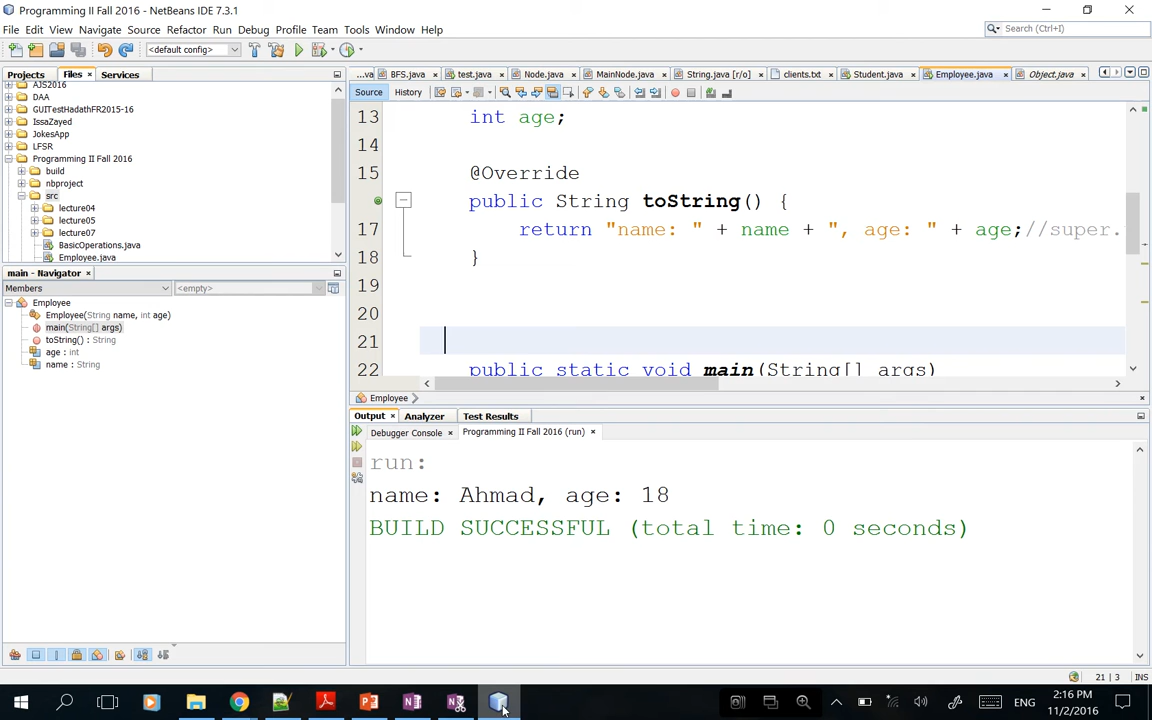 Programming II Fall 2016 - NetBeans IDE 7.3.1
File Edit View Navigate Source Refactor Run Debug Profile Team Tools Window Help
Search (Ctrl+I)
<default config>
Projects Files Services
...va BFS.java test.java Node.java MainNode.java String.java [r/o] clients.txt Student.java Employee.java Object.java
AJS2016
DAA
GUITestHadathFR2015-16
IssaZayed
JokesApp
LFSR
Programming II Fall 2016
build
nbproject
src
lecture04
lecture05
lecture07
BasicOperations.java
Employee.java
Source History
13 int age;
14
15 @Override
public String toString() {
17 return "name: " + name + ", age: " + age;//super.
18 }
19
20
21
22 public static void main(String[] args)
Employee
main - Navigator
Members <empty>
Employee
Employee(String name, int age)
main(String[] args)
toString() : String
age : int
name : String
Output Analyzer Test Results
Debugger Console Programming II Fall 2016 (run)
run:
name: Ahmad, age: 18
BUILD SUCCESSFUL (total time: 0 seconds)
21 | 3 INS
ENG
2:16 PM
11/2/2016